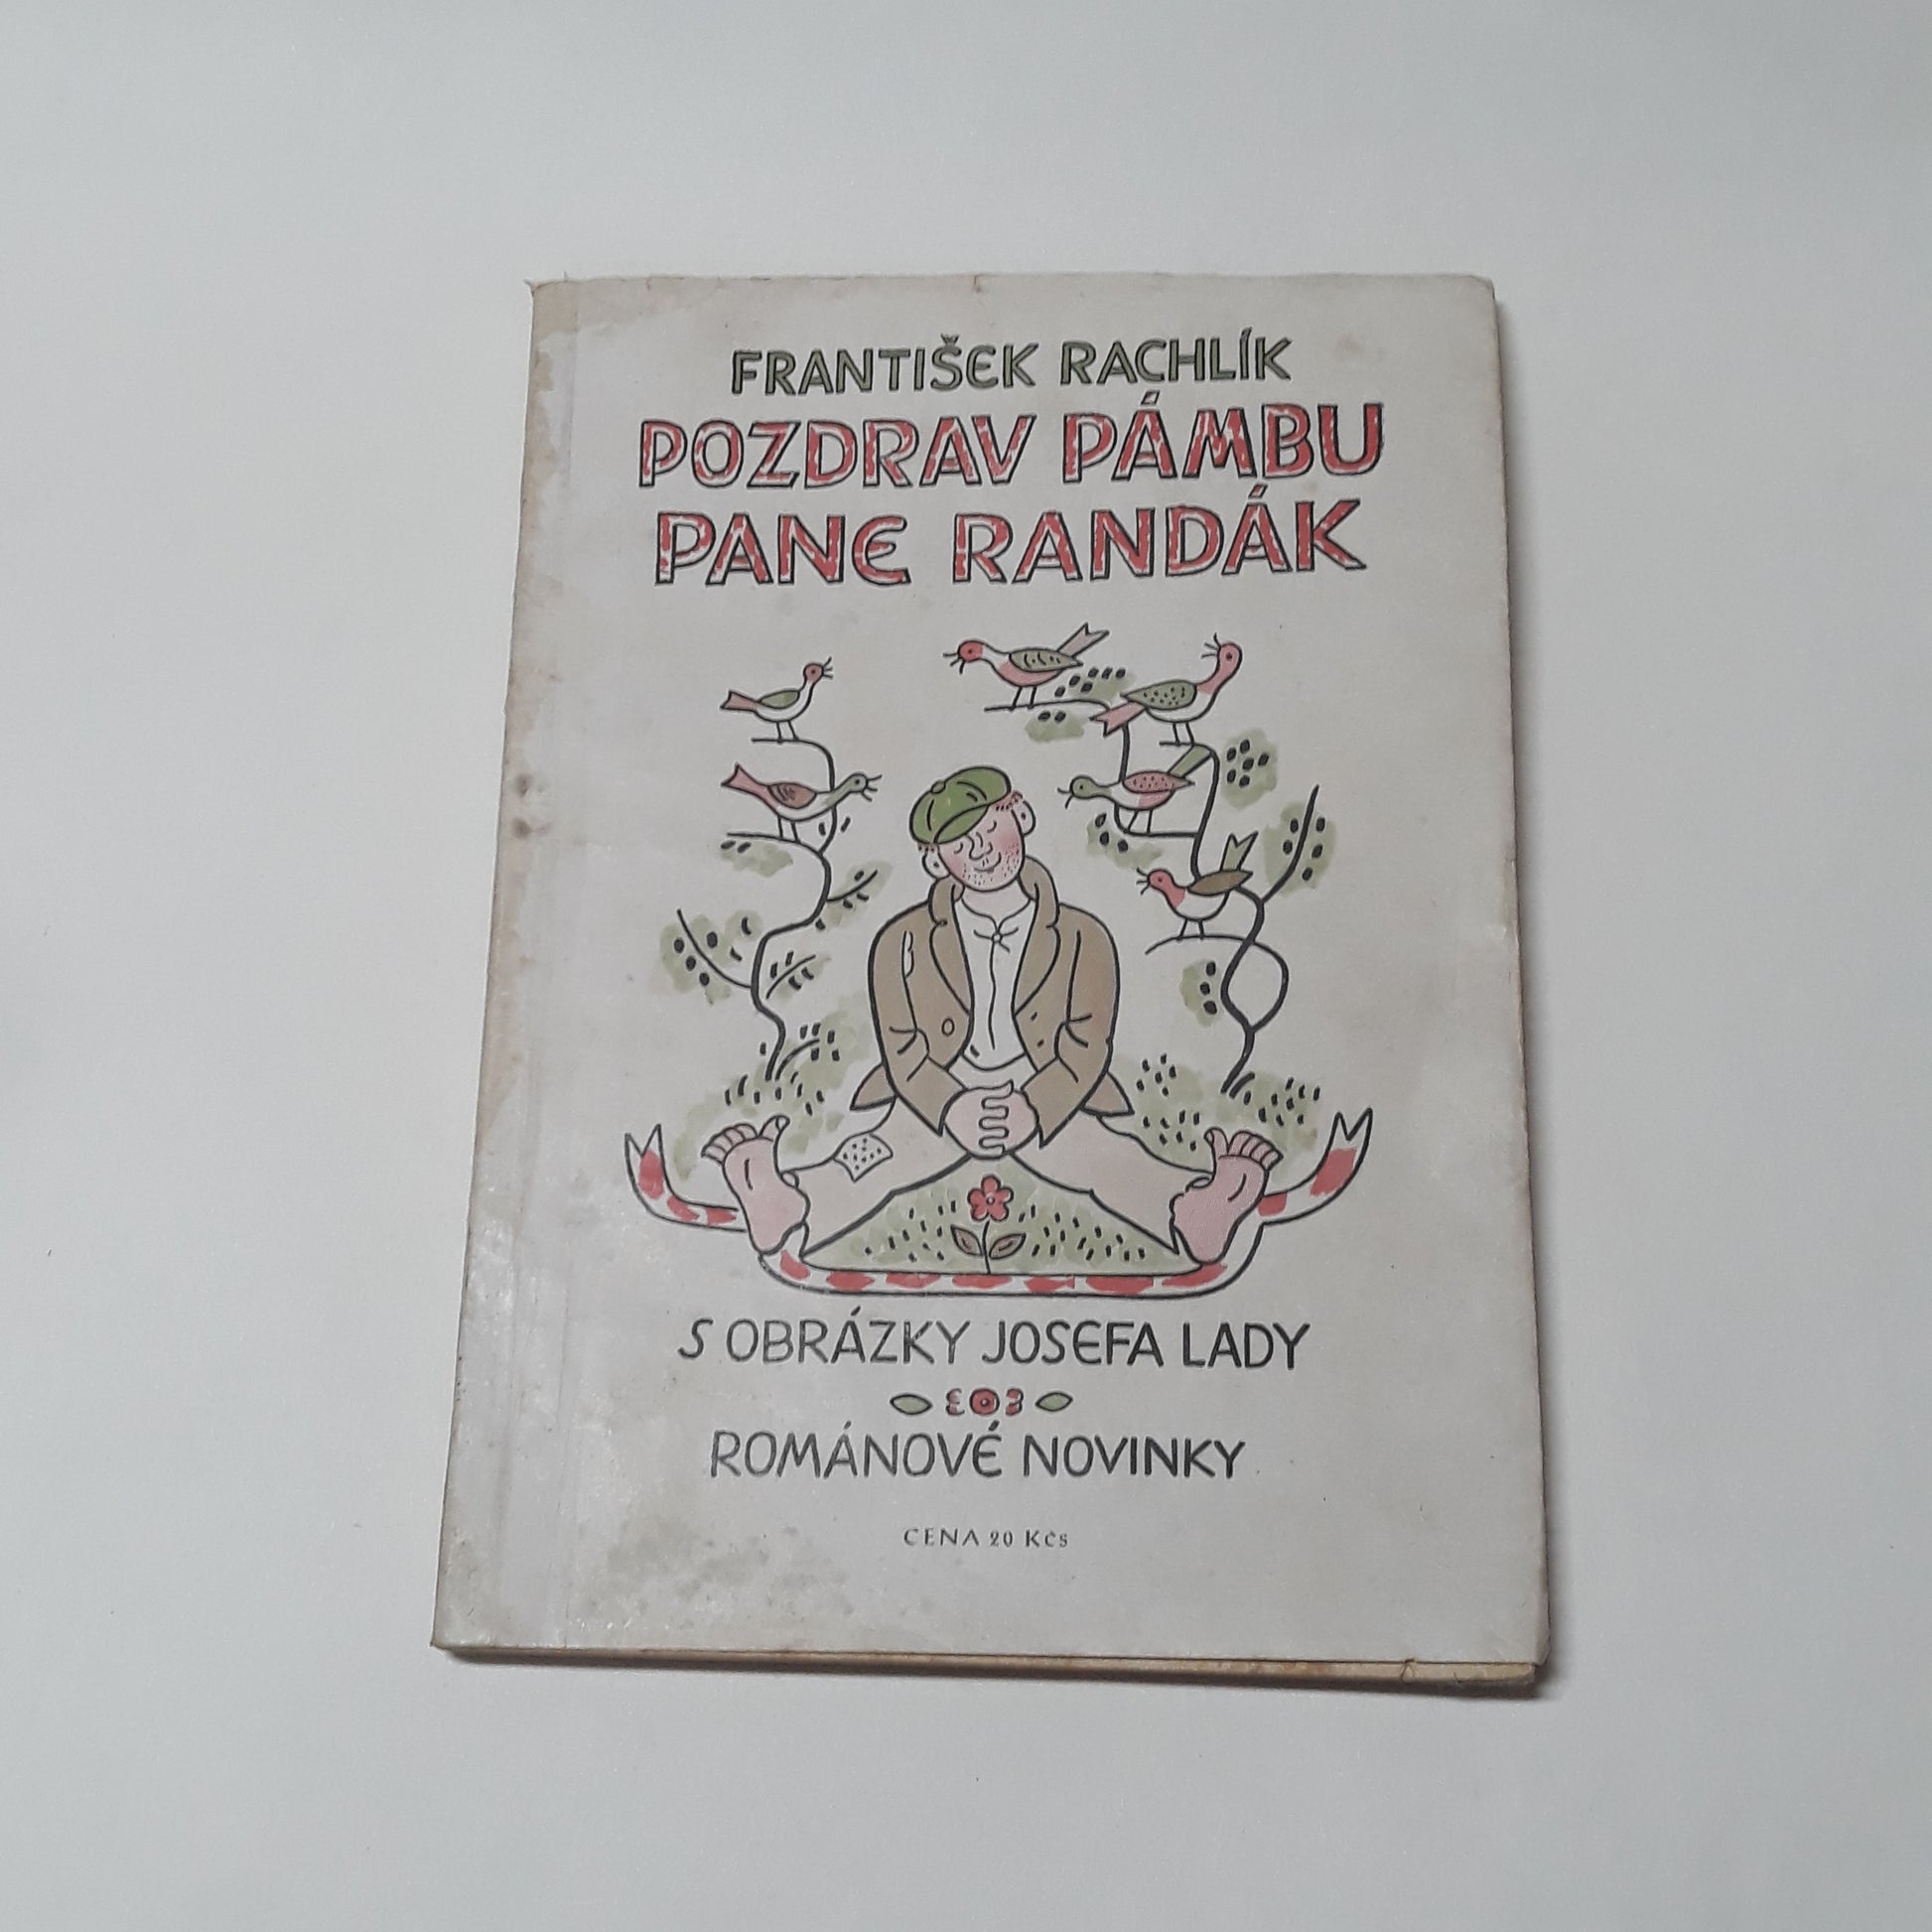 FRANTIŠEK RACHLÍK
POZDRAV PÁMBU
PANE RANDÁK
S OBRÁZKY JOSEFA LADY
ROMÁNOVÉ NOVINKY
CENA 20 Kčs